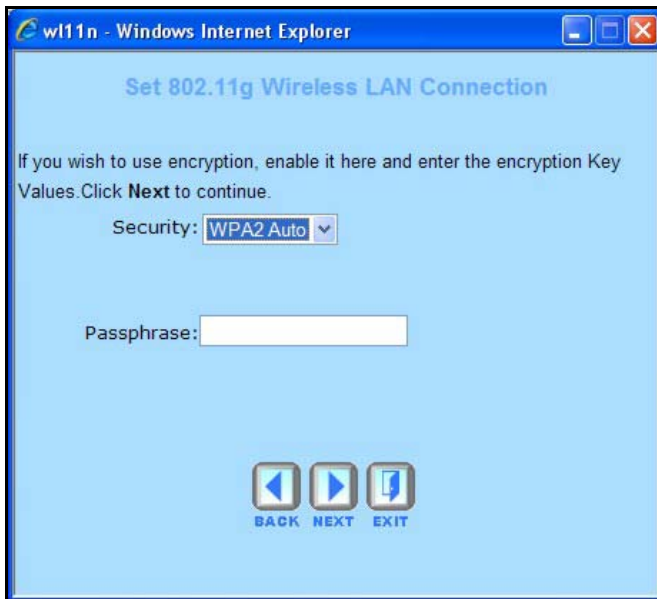 wl11n - Windows Internet Explorer
Set 802.11g Wireless LAN Connection
If you wish to use encryption, enable it here and enter the encryption Key
Values.Click Next to continue.
Security: WPA2 Auto
Passphrase:
BACK NEXT EXIT